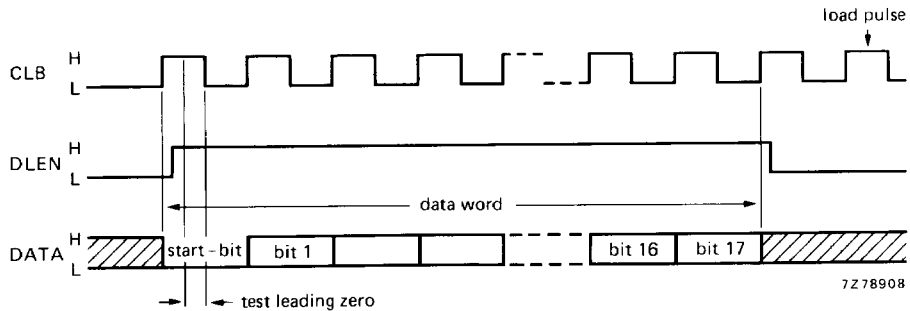 load pulse
CLB H
L
DLEN H
L
data word
DATA H
L
start-bit bit 1 bit 16 bit 17
7Z78908
test leading zero